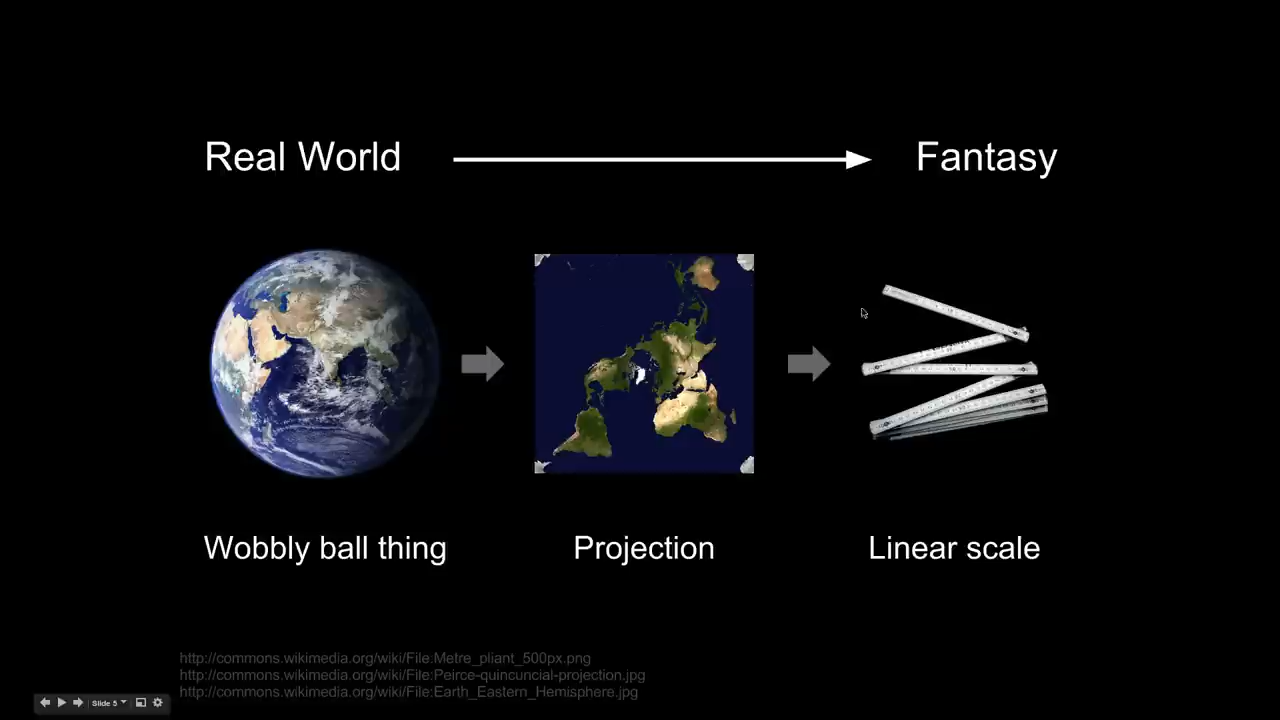 Real World
Fantasy
Wobbly ball thing
Projection
Linear scale
http://commons.wikimedia.org/wiki/File:Metre_pliant_500px.png
http://commons.wikimedia.org/wiki/File:Peirce-quincuncial-projection.jpg
http://commons.wikimedia.org/wiki/File:Earth_Eastern_Hemisphere.jpg
Slide 5